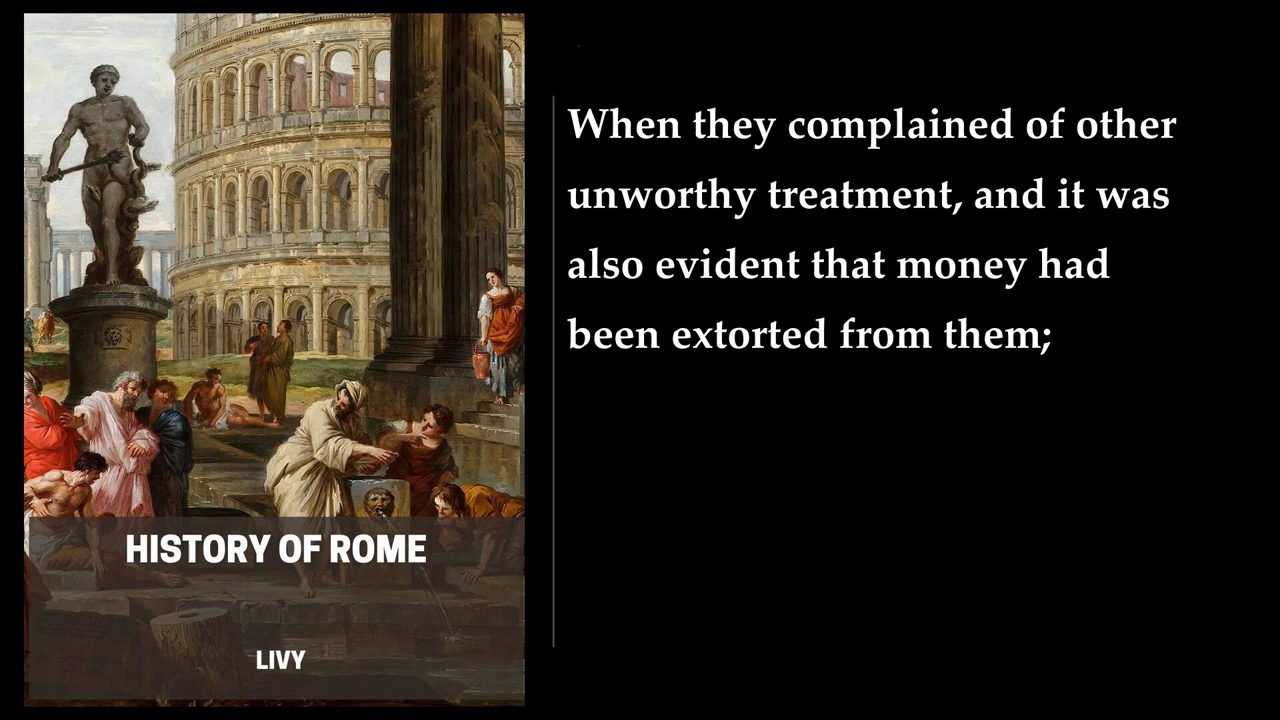 HISTORY OF ROME
LIVY
When they complained of other
unworthy treatment, and it was
also evident that money had
been extorted from them;